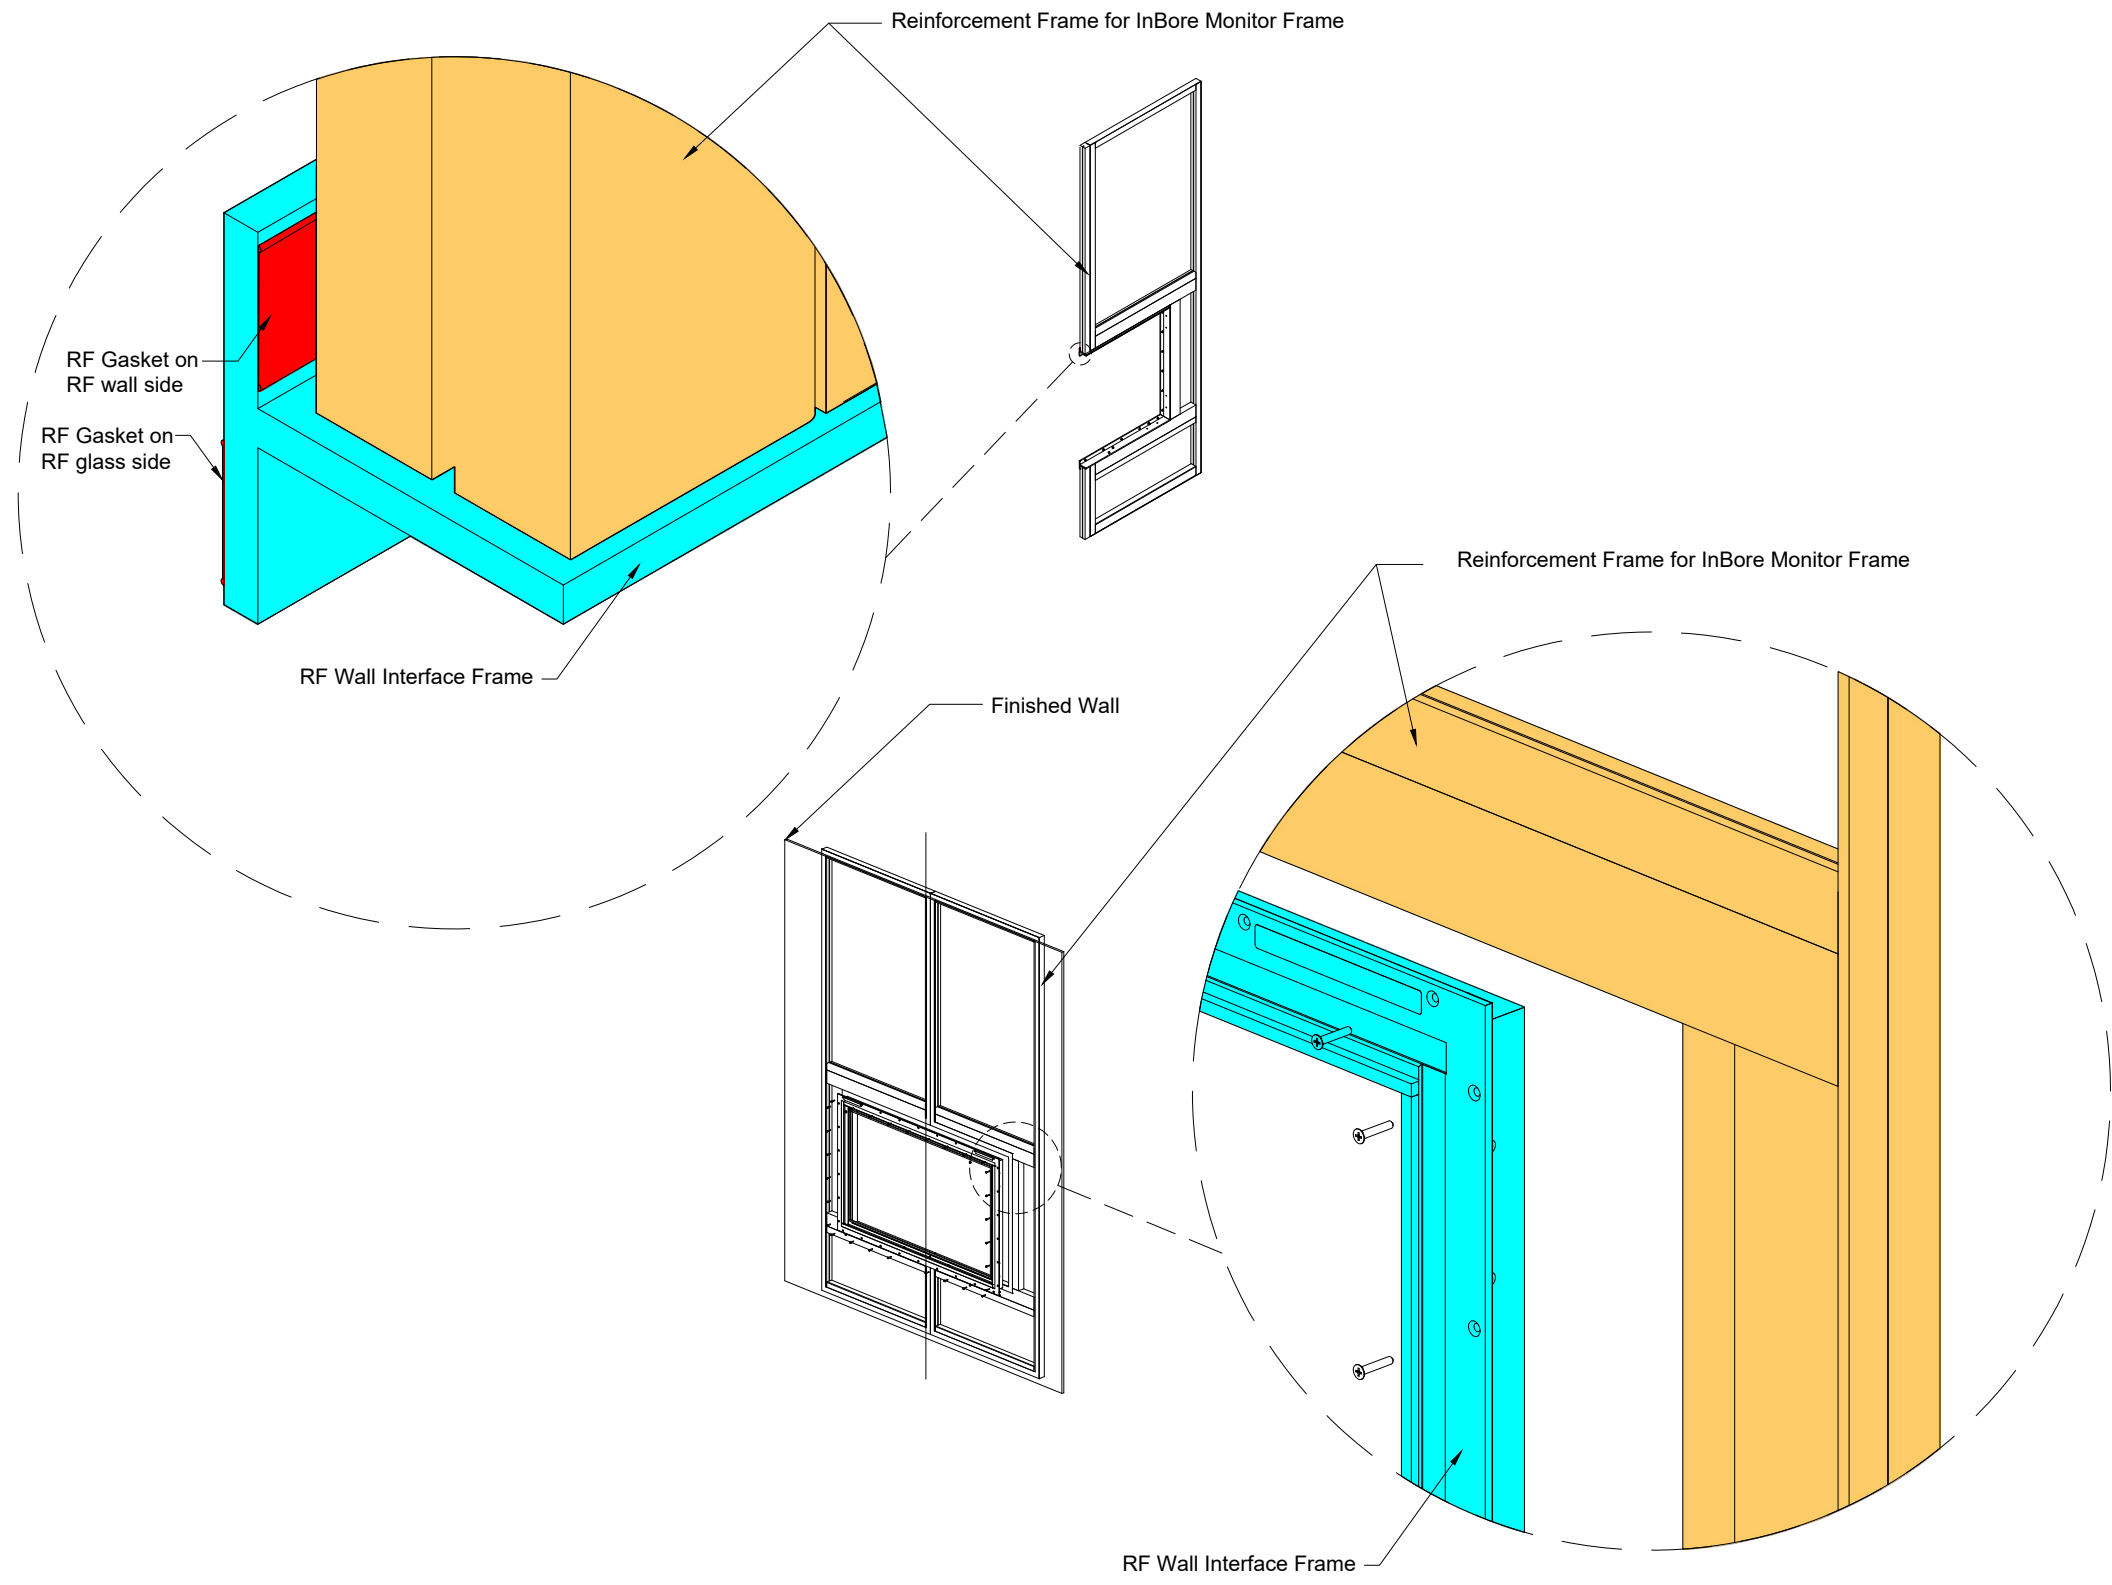 Reinforcement Frame for InBore Monitor Frame
RF Gasket on
RF wall side
RF Gasket on
RF glass side
RF Wall Interface Frame
Reinforcement Frame for InBore Monitor Frame
Finished Wall
RF Wall Interface Frame